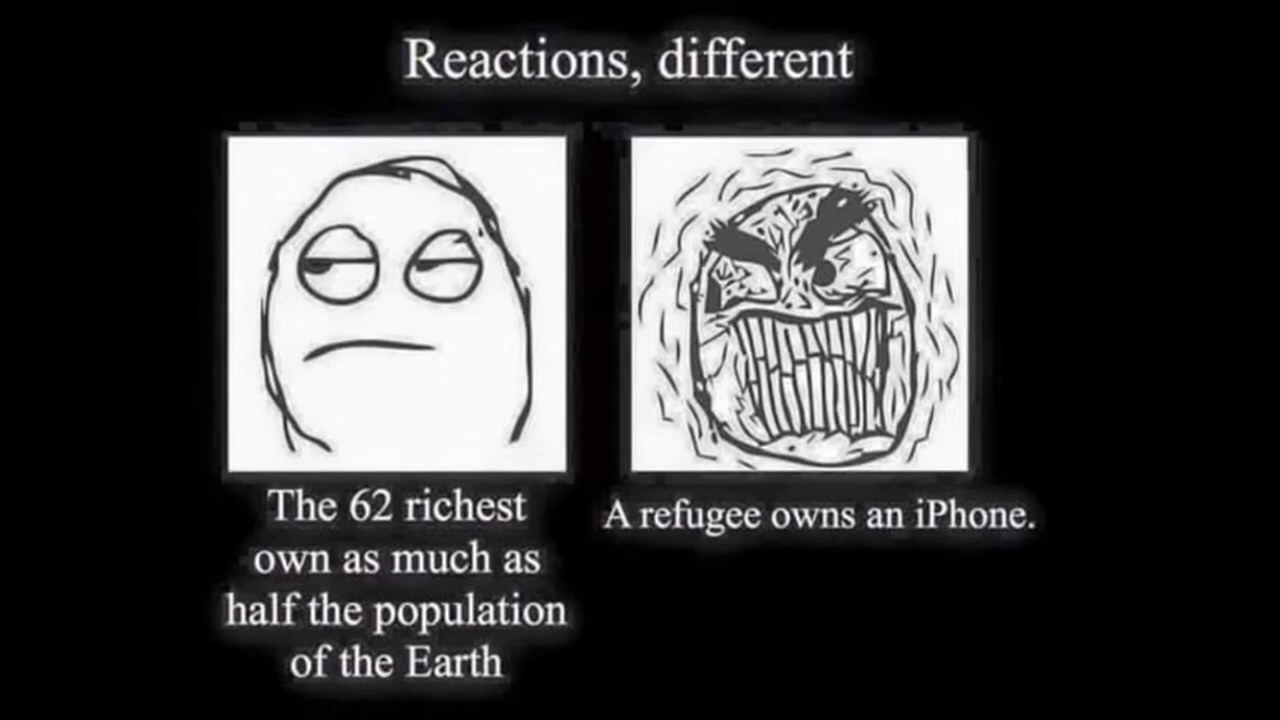 Reactions, different
The 62 richest
own as much as
half the population
of the Earth
A refugee owns an iPhone.